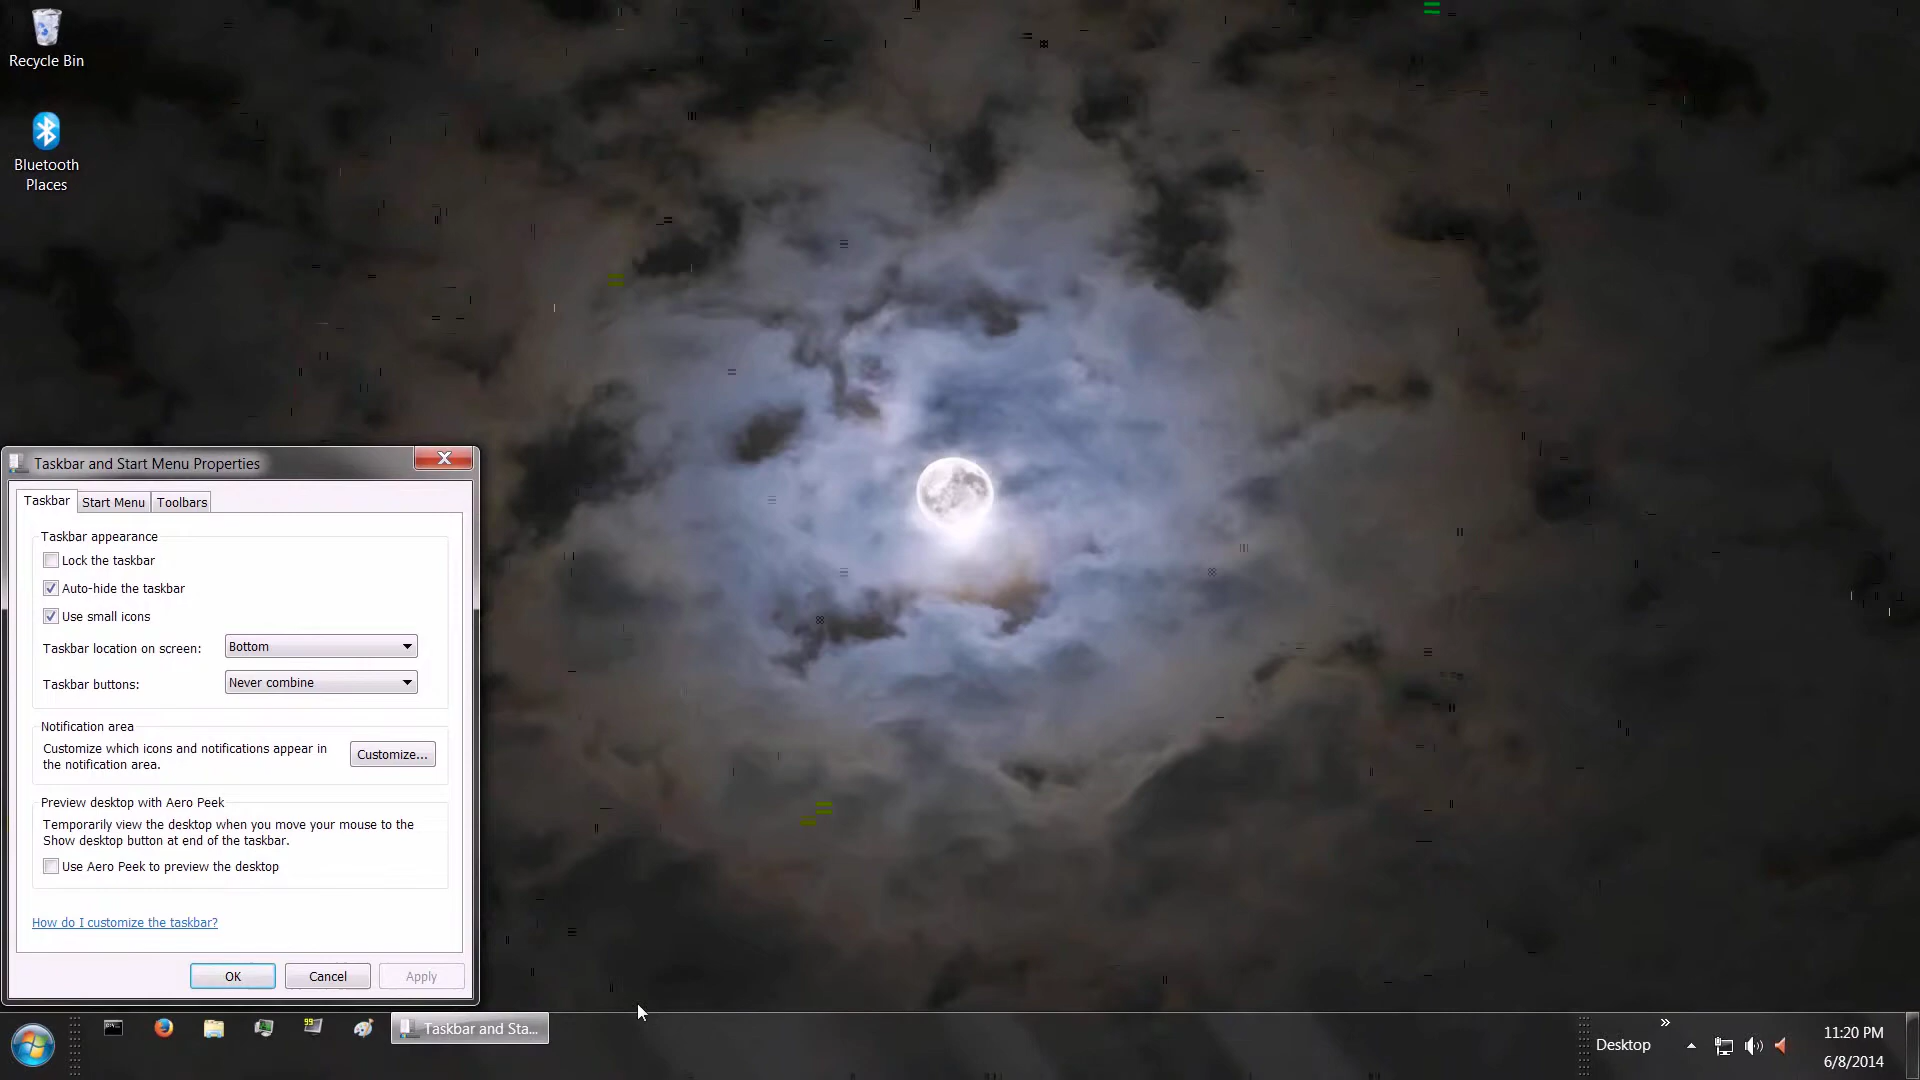 Recycle Bin
Bluetooth
Places
Taskbar and Start Menu Properties
Taskbar
Start Menu
Toolbars
Taskbar appearance
Lock the taskbar
Auto-hide the taskbar
Use small icons
Taskbar location on screen:
Bottom
Taskbar buttons:
Never combine
Notification area
Customize which icons and notifications appear in
the notification area.
Customize...
Preview desktop with Aero Peek
Temporarily view the desktop when you move your mouse to the
Show desktop button at end of the taskbar.
Use Aero Peek to preview the desktop
How do I customize the taskbar?
OK
Cancel
Apply
99
Taskbar and Sta...
Desktop
»
11:20 PM
6/8/2014